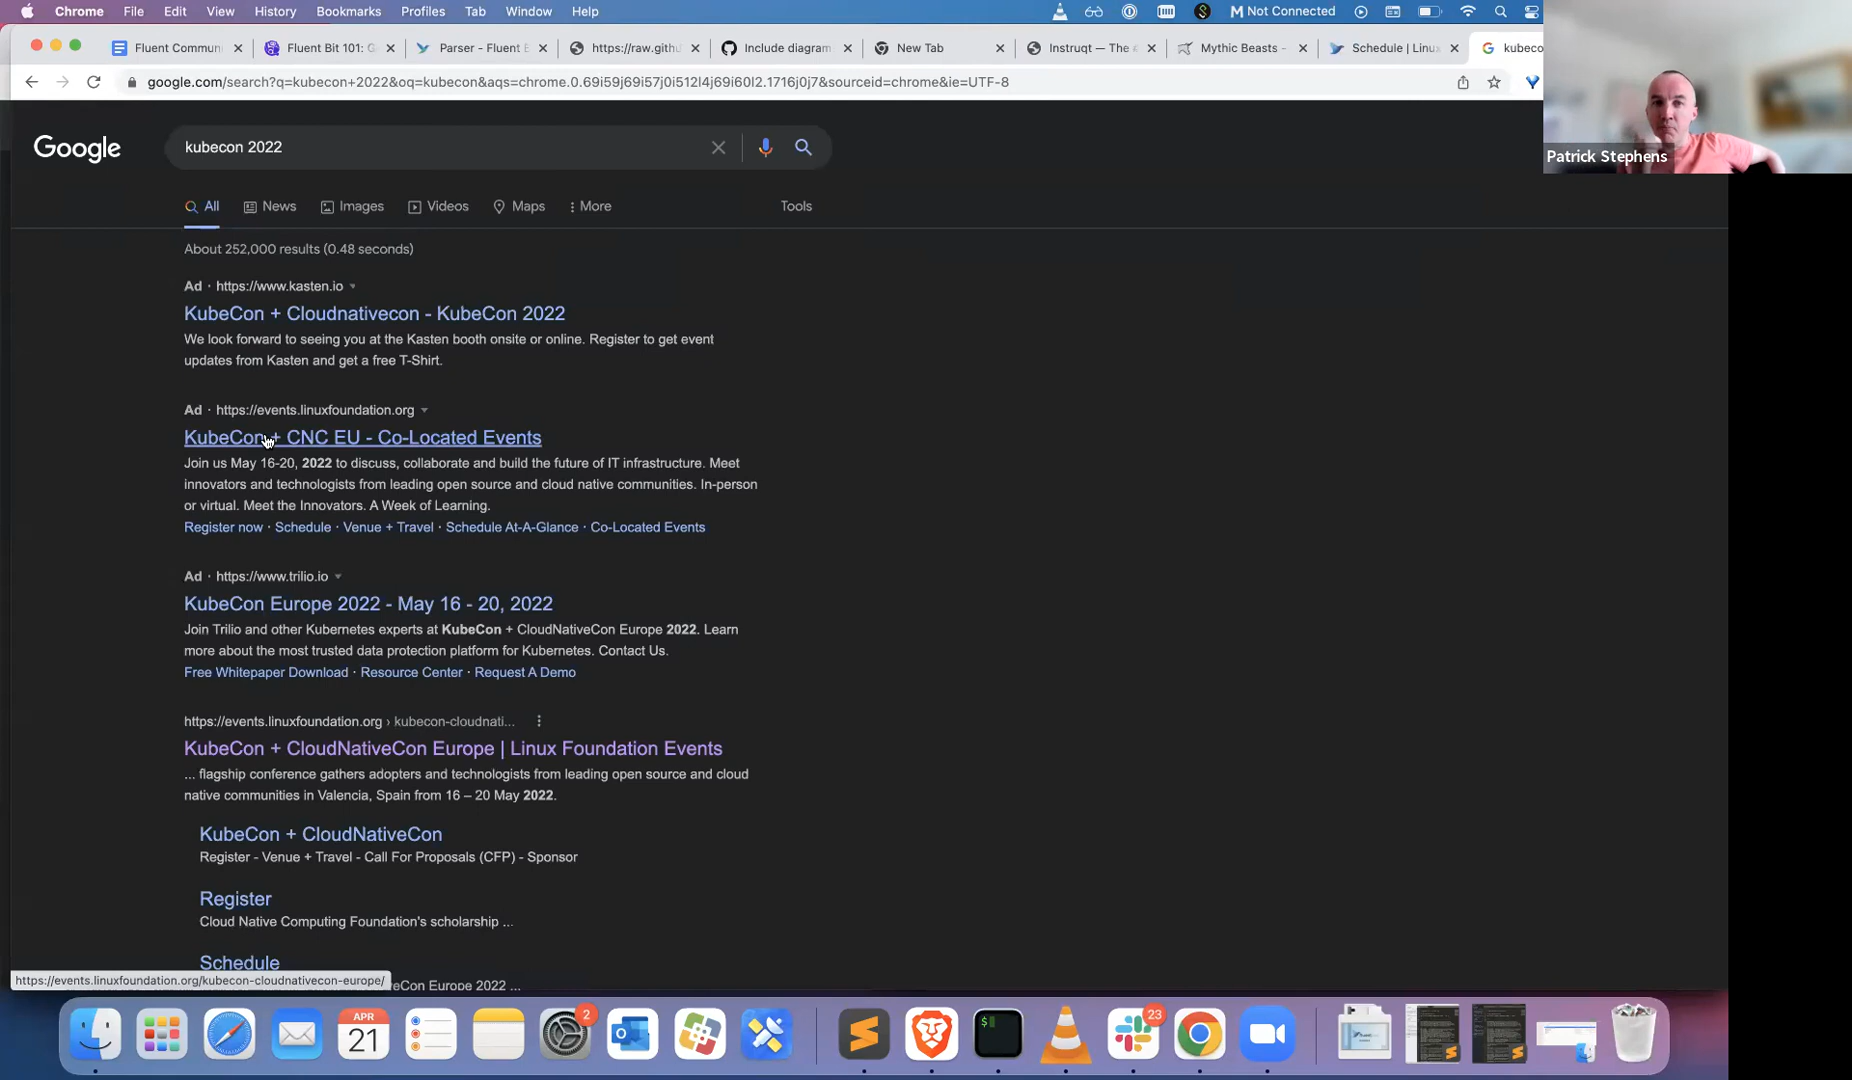 Chrome File Edit View History Bookmarks Profiles Tab Window Help
M Not Connected
Fluent Commun
Fluent Bit 101: G
Parser - Fluent B
https://raw.gith
Include diagram
New Tab
Instruqt — The
Mythic Beasts -
Schedule | Linux
kubeco
google.com/search?q=kubecon+2022&oq=kubecon&aqs=chrome.0.69i59j69i57j0i512l4j69i60l2.1716j0j7&sourceid=chrome&ie=UTF-8
Patrick Stephens
Google
kubecon 2022
All News Images Videos Maps More Tools
About 252,000 results (0.48 seconds)
Ad · https://www.kasten.io
KubeCon + Cloudnativecon - KubeCon 2022
We look forward to seeing you at the Kasten booth onsite or online. Register to get event
updates from Kasten and get a free T-Shirt.
Ad · https://events.linuxfoundation.org
KubeCon + CNC EU - Co-Located Events
Join us May 16-20, 2022 to discuss, collaborate and build the future of IT infrastructure. Meet
innovators and technologists from leading open source and cloud native communities. In-person
or virtual. Meet the Innovators. A Week of Learning.
Register now · Schedule · Venue + Travel · Schedule At-A-Glance · Co-Located Events
Ad · https://www.trilio.io
KubeCon Europe 2022 - May 16 - 20, 2022
Join Trilio and other Kubernetes experts at KubeCon + CloudNativeCon Europe 2022. Learn
more about the most trusted data protection platform for Kubernetes. Contact Us.
Free Whitepaper Download · Resource Center · Request A Demo
https://events.linuxfoundation.org › kubecon-cloudnati...
KubeCon + CloudNativeCon Europe | Linux Foundation Events
... flagship conference gathers adopters and technologists from leading open source and cloud
native communities in Valencia, Spain from 16 – 20 May 2022.
KubeCon + CloudNativeCon
Register - Venue + Travel - Call For Proposals (CFP) - Sponsor
Register
Cloud Native Computing Foundation's scholarship ...
Schedule
https://events.linuxfoundation.org/kubecon-cloudnativecon-europe/
eCon Europe 2022 ...
APR
21
2
23